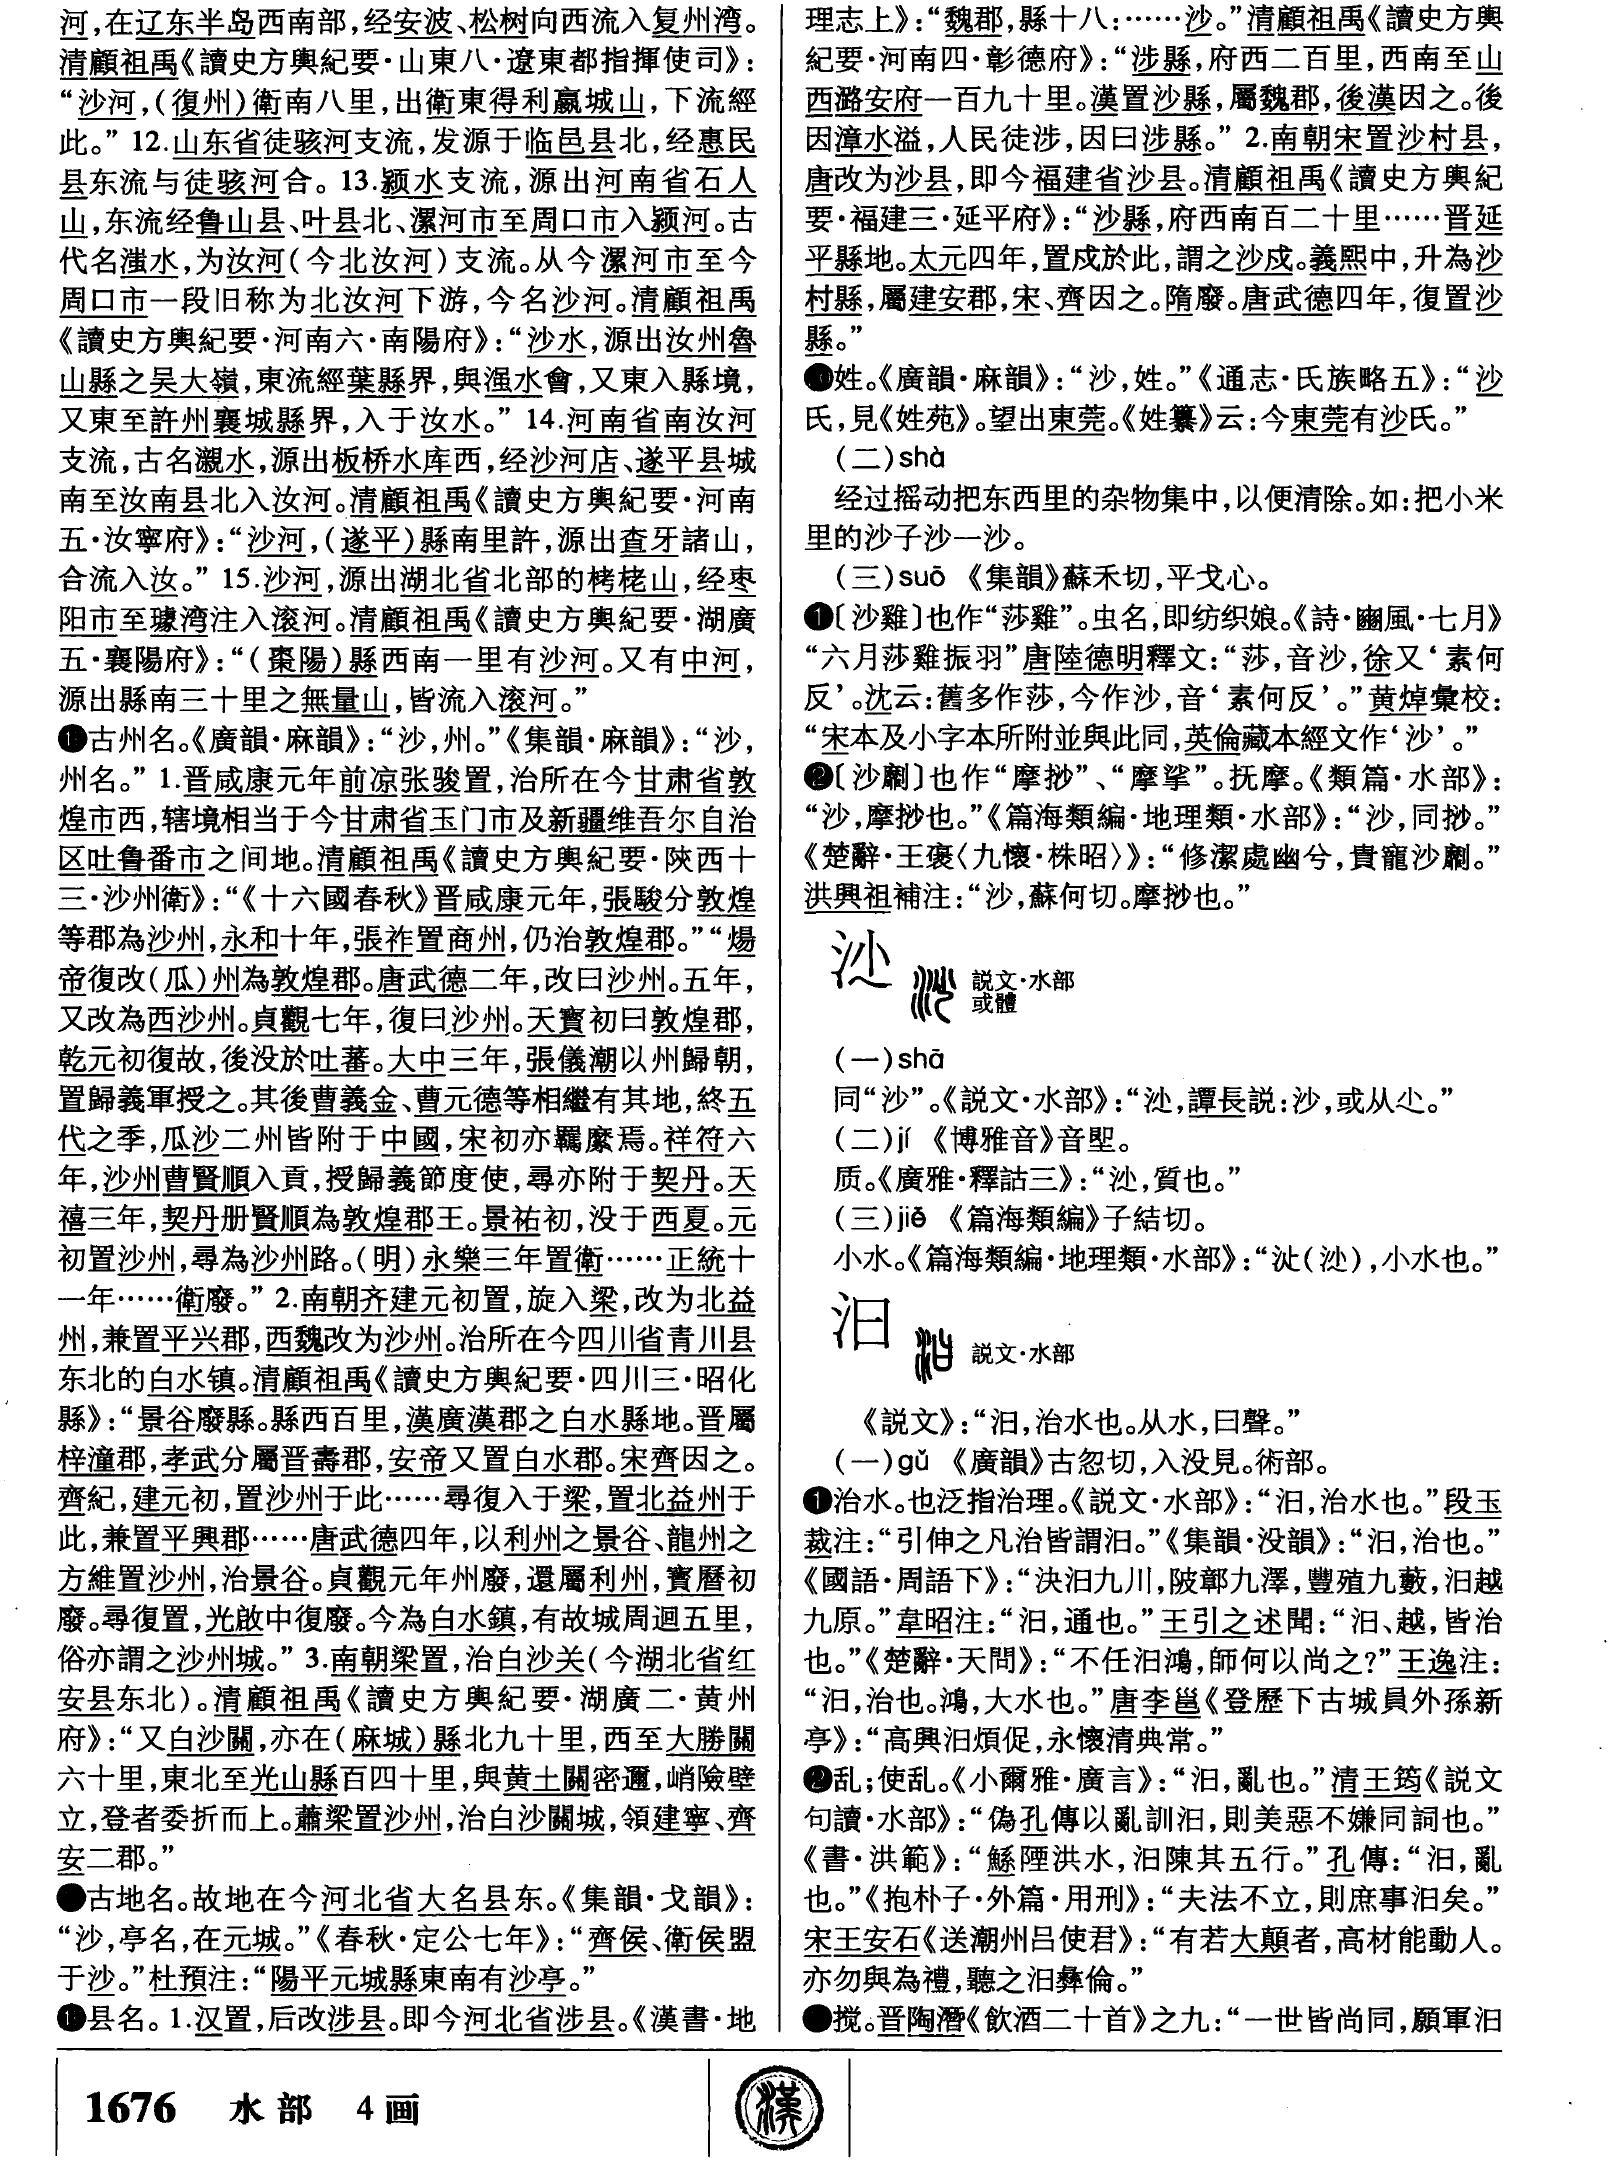 河，在辽东半岛西南部，经安波、松树向西流入复州湾。
清顧祖禹《讀史方輿紀要·山東八·遼東都指揮使司》：
“沙河，(復州)衛南八里，出衛東得利嬴城山，下流經
此。”12.山东省徒骇河支流，发源于临邑县北，经惠民
县东流与徒骇河合。13.颍水支流，源出河南省石人
山，东流经鲁山县、叶县北、漯河市至周口市入颍河。古
代名滍水，为汝河(今北汝河)支流。从今漯河市至今
周口市一段旧称为北汝河下游，今名沙河。清顧祖禹
《讀史方輿紀要·河南六·南陽府》：“沙水，源出汝州魯
山縣之吴大嶺，東流經葉縣界，與强水會，又東入縣境，
又東至許州襄城縣界，入于汝水。”14.河南省南汝河
支流，古名瀙水，源出板桥水库西，经沙河店、遂平县城
南至汝南县北入汝河。清顧祖禹《讀史方輿紀要·河南
五·汝寧府》：“沙河，(遂平)縣南里許，源出查牙諸山，
合流入汝。”15.沙河，源出湖北省北部的栲栳山，经枣
阳市至璩湾注入滚河。清顧祖禹《讀史方輿紀要·湖廣
五·襄陽府》：“(棗陽)縣西南一里有沙河。又有中河，
源出縣南三十里之無量山，皆流入滚河。”
古州名。《廣韻·麻韻》：“沙，州。”《集韻·麻韻》：“沙，
州名。”1.晋咸康元年前凉张骏置，治所在今甘肃省敦
煌市西，辖境相当于今甘肃省玉门市及新疆维吾尔自治
区吐鲁番市之间地。清顧祖禹《讀史方輿紀要·陝西十
三·沙州衛》：“《十六國春秋》晋咸康元年，張駿分敦煌
等郡為沙州，永和十年，張祚置商州，仍治敦煌郡。”“煬
帝復改(瓜)州為敦煌郡。唐武德二年，改曰沙州。五年，
又改為西沙州。貞觀七年，復曰沙州。天寳初曰敦煌郡，
乾元初復故，後没於吐蕃。大中三年，張儀潮以州歸朝，
置歸義軍授之。其後曹義金、曹元德等相繼有其地，終五
代之季，瓜沙二州皆附于中國，宋初亦羈縻焉。祥符六
年，沙州曹賢順入貢，授歸義節度使，尋亦附于契丹。天
禧三年，契丹册賢順為敦煌郡王。景祐初，没于西夏。元
初置沙州，尋為沙州路。(明)永樂三年置衛……正統十
一年……衛廢。”2.南朝齐建元初置，旋入梁，改为北益
州，兼置平兴郡，西魏改为沙州。治所在今四川省青川县
东北的白水镇。清顧祖禹《讀史方輿紀要·四川三·昭化
縣》：“景谷廢縣。縣西百里，漢廣漢郡之白水縣地。晋屬
梓潼郡，孝武分屬晋壽郡，安帝又置白水郡。宋齊因之。
齊紀，建元初，置沙州于此……尋復入于梁，置北益州于
此，兼置平興郡……唐武德四年，以利州之景谷、龍州之
方維置沙州，治景谷。貞觀元年州廢，還屬利州，寳曆初
廢。尋復置，光啟中復廢。今為白水鎮，有故城周迴五里，
俗亦謂之沙州城。”3.南朝梁置，治白沙关(今湖北省红
安县东北)。清顧祖禹《讀史方輿紀要·湖廣二·黄州
府》：“又白沙關，亦在(麻城)縣北九十里，西至大勝關
六十里，東北至光山縣百四十里，與黄土關密邇，峭險壁
立，登者委折而上。蕭梁置沙州，治白沙關城，領建寧、齊
安二郡。”
古地名。故地在今河北省大名县东。《集韻·戈韻》：
“沙，亭名，在元城。”《春秋·定公七年》：“齊侯、衛侯盟
于沙。”杜預注：“陽平元城縣東南有沙亭。”
县名。1.汉置，后改涉县。即今河北省涉县。《漢書·地
理志上》：“魏郡，縣十八：……沙。”清顧祖禹《讀史方輿
紀要·河南四·彰德府》：“涉縣，府西二百里，西南至山
西潞安府一百九十里。漢置沙縣，屬魏郡，後漢因之。後
因漳水溢，人民徒涉，因曰涉縣。”2.南朝宋置沙村县，
唐改为沙县，即今福建省沙县。清顧祖禹《讀史方輿紀
要·福建三·延平府》：“沙縣，府西南百二十里……晋延
平縣地。太元四年，置戍於此，謂之沙戍。義熙中，升為沙
村縣，屬建安郡，宋、齊因之。隋廢。唐武德四年，復置沙
縣。”
姓。《廣韻·麻韻》：“沙，姓。”《通志·氏族略五》：“沙
氏，見《姓苑》。望出東莞。《姓纂》云：今東莞有沙氏。”
(二)shà
经过摇动把东西里的杂物集中，以便清除。如：把小米
里的沙子沙一沙。
(三)suō 《集韻》蘇禾切，平戈心。
❶〔沙雞〕也作“莎雞”。虫名，即纺织娘。《詩·豳風·七月》
“六月莎雞振羽”唐陸德明釋文：“莎，音沙，徐又‘素何
反’。沈云：舊多作莎，今作沙，音‘素何反’。”黄焯彙校：
“宋本及小字本所附並與此同，英倫藏本經文作‘沙’。”
❷〔沙劘〕也作“摩挱”、“摩挲”。抚摩。《類篇·水部》：
“沙，摩挱也。”《篇海類編·地理類·水部》：“沙，同挱。”
《楚辭·王褒〈九懷·株昭〉》：“修潔處幽兮，貴寵沙劘。”
洪興祖補注：“沙，蘇何切。摩挱也。”
沙 説文·水部
或體
(一)shā
同“沙”。《説文·水部》：“沙，譚長説：沙，或从尐。”
(二)jí 《博雅音》音堲。
质。《廣雅·釋詁三》：“沙，質也。”
(三)jiě 《篇海類編》子結切。
小水。《篇海類編·地理類·水部》：“沘(沙)，小水也。”
汩 説文·水部
《説文》：“汩，治水也。从水，曰聲。”
(一)gǔ 《廣韻》古忽切，入没見。術部。
❶治水。也泛指治理。《説文·水部》：“汩，治水也。”段玉
裁注：“引伸之凡治皆謂汩。”《集韻·没韻》：“汩，治也。”
《國語·周語下》：“決汩九川，陂鄣九澤，豐殖九藪，汩越
九原。”韋昭注：“汩，通也。”王引之述聞：“汩、越，皆治
也。”《楚辭·天問》：“不任汩鴻，師何以尚之？”王逸注：
“汩，治也。鴻，大水也。”唐李邕《登歷下古城員外孫新
亭》：“高興汩煩促，永懷清典常。”
❷乱；使乱。《小爾雅·廣言》：“汩，亂也。”清王筠《説文
句讀·水部》：“偽孔傳以亂訓汩，則美惡不嫌同詞也。”
《書·洪範》：“鯀陻洪水，汩陳其五行。”孔傳：“汩，亂
也。”《抱朴子·外篇·用刑》：“夫法不立，則庶事汩矣。”
宋王安石《送潮州吕使君》：“有若大顛者，高材能動人。
亦勿與為禮，聽之汩彝倫。”
搅。晋陶潛《飲酒二十首》之九：“一世皆尚同，願軍汩
1676 水部 4画
漢